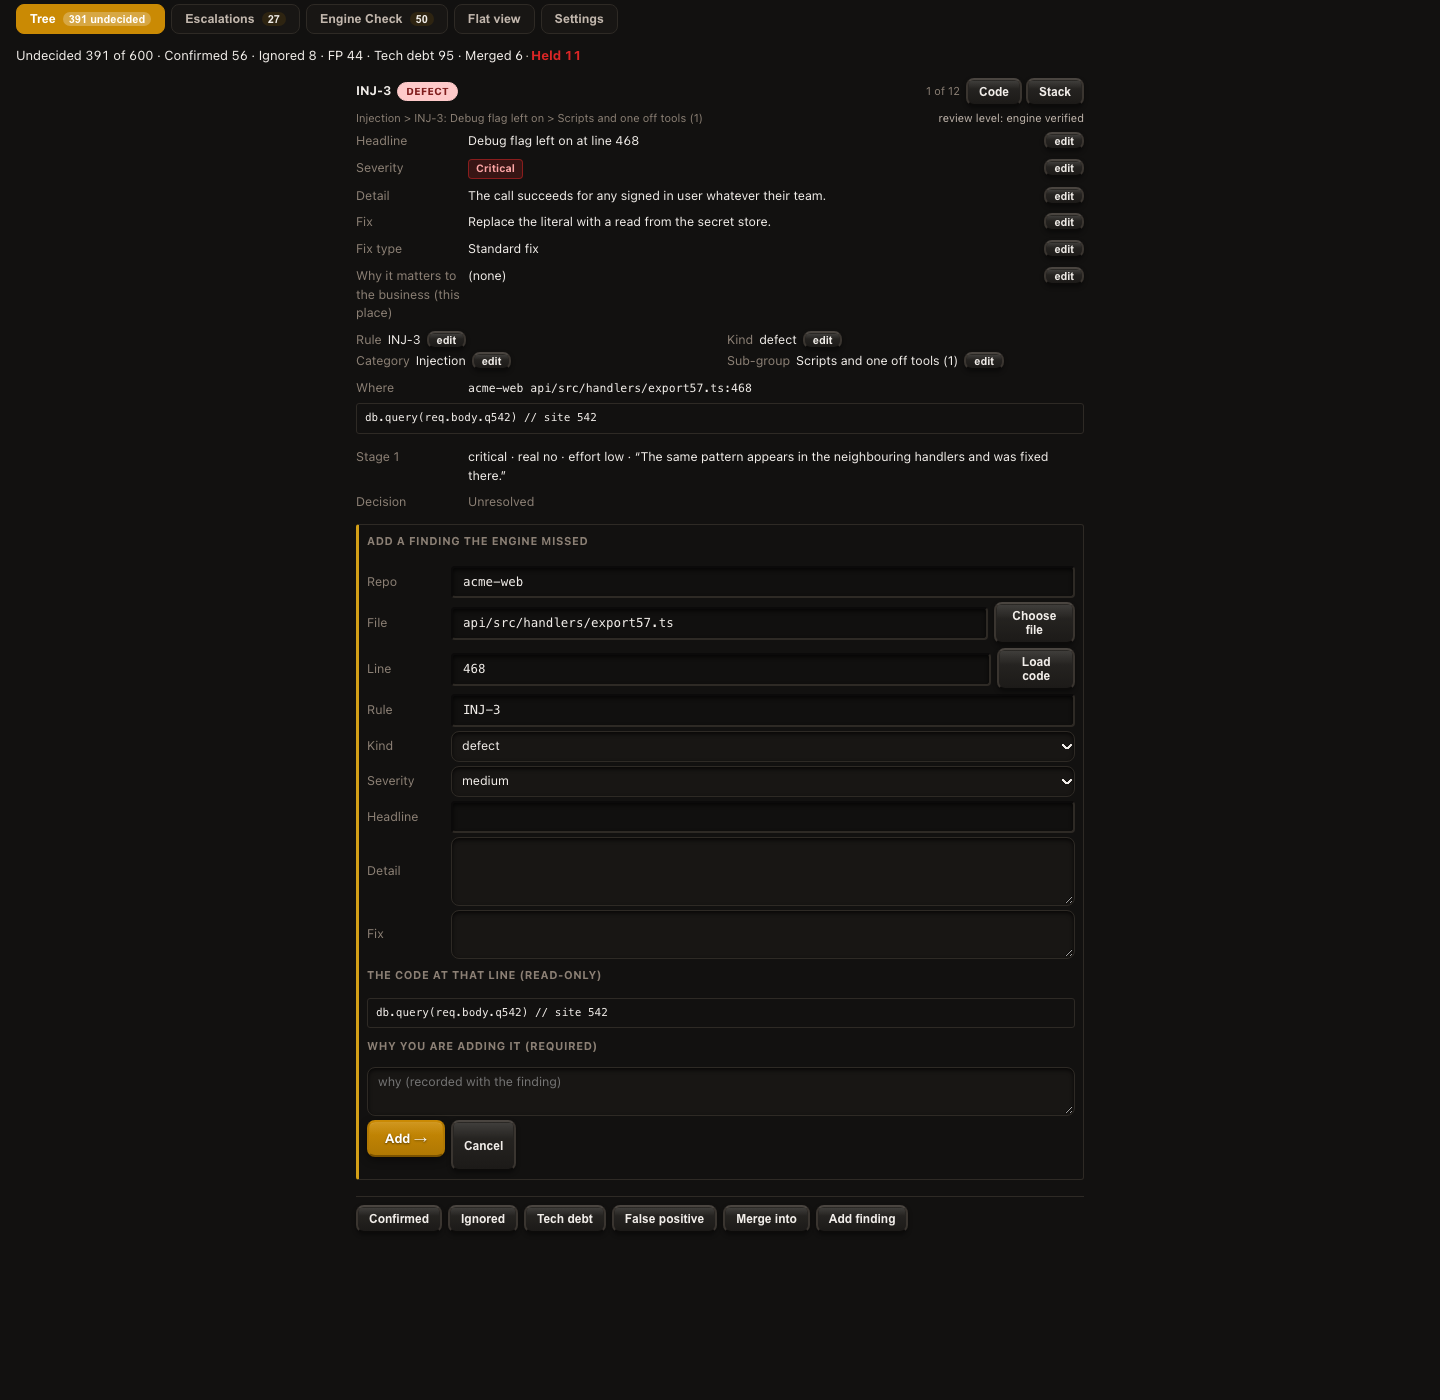 Tree 391 undecided Escalations 27 Engine Check 50 Flat view Settings
Undecided 391 of 600 · Confirmed 56 · Ignored 8 · FP 44 · Tech debt 95 · Merged 6 · Held 11
INJ-3 DEFECT 1 of 12 Code Stack
Injection > INJ-3: Debug flag left on > Scripts and one off tools (1) review level: engine verified
Headline Debug flag left on at line 468 edit
Severity Critical edit
Detail The call succeeds for any signed in user whatever their team. edit
Fix Replace the literal with a read from the secret store. edit
Fix type Standard fix edit
Why it matters to (none) edit
the business (this
place)
Rule INJ-3 edit Kind defect edit
Category Injection edit Sub-group Scripts and one off tools (1) edit
Where acme-web api/src/handlers/export57.ts:468
db.query(req.body.q542) // site 542
Stage 1 critical · real no · effort low · “The same pattern appears in the neighbouring handlers and was fixed
there.”
Decision Unresolved
ADD A FINDING THE ENGINE MISSED
Repo acme-web
File api/src/handlers/export57.ts Choose
file
Line 468 Load
code
Rule INJ-3
Kind defect
Severity medium
Headline
Detail
Fix
THE CODE AT THAT LINE (READ-ONLY)
db.query(req.body.q542) // site 542
WHY YOU ARE ADDING IT (REQUIRED)
why (recorded with the finding)
Add → Cancel
Confirmed Ignored Tech debt False positive Merge into Add finding